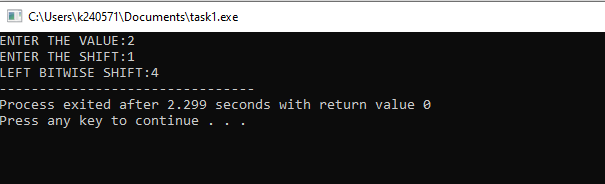 C:\Users\k240571\Documents\task1.exe
ENTER THE VALUE:2
ENTER THE SHIFT:1
LEFT BITWISE SHIFT:4
--------------------------------
Process exited after 2.299 seconds with return value 0
Press any key to continue . . .